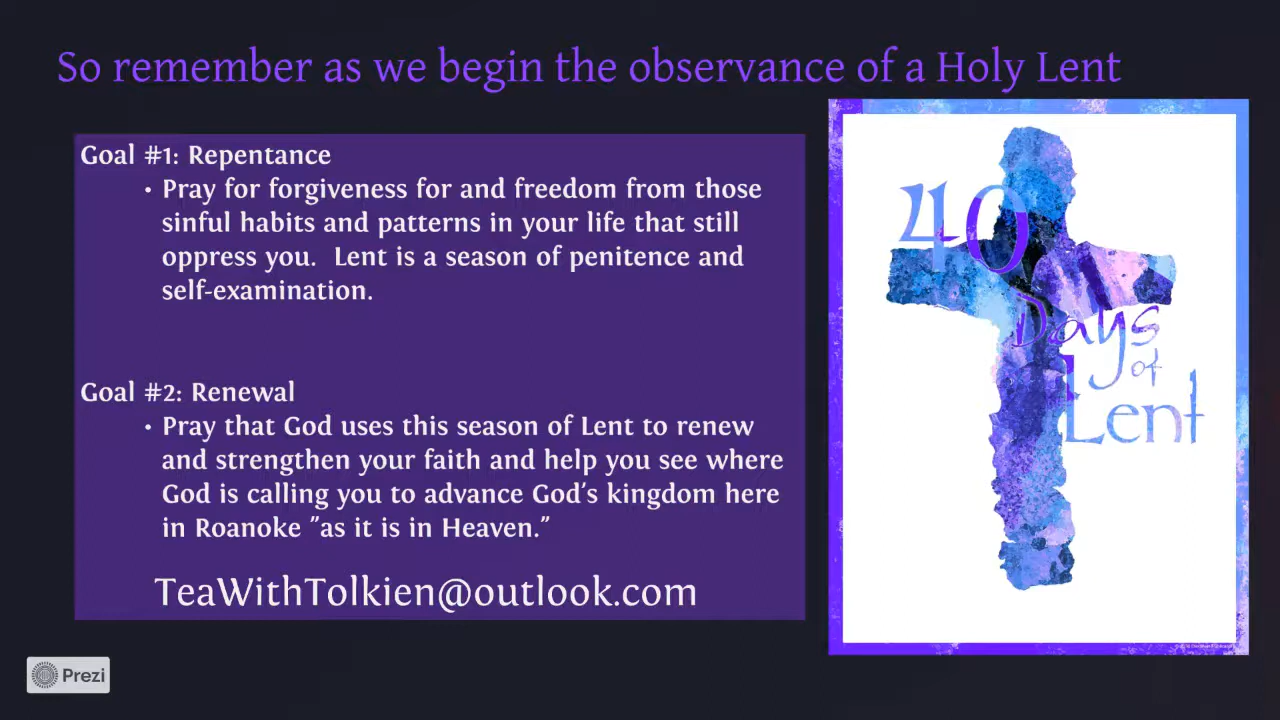 So remember as we begin the observance of a Holy Lent
Goal #1: Repentance
• Pray for forgiveness for and freedom from those
sinful habits and patterns in your life that still
oppress you.  Lent is a season of penitence and
self-examination.
Goal #2: Renewal
• Pray that God uses this season of Lent to renew
and strengthen your faith and help you see where
God is calling you to advance God's kingdom here
in Roanoke "as it is in Heaven."
TeaWithTolkien@outlook.com
40
Days
of
Lent
Prezi